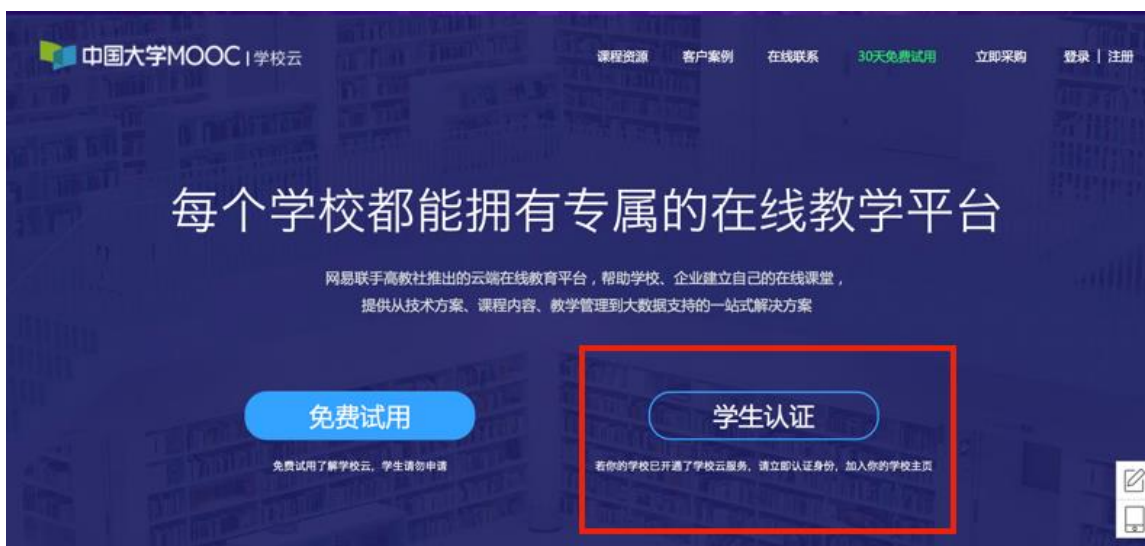 中国大学MOOC | 学校云
课程资源 客户案例 在线联系 30天免费试用 立即采购 登录 | 注册
每个学校都能拥有专属的在线教学平台
网易联手高教社推出的云端在线教育平台，帮助学校、企业建立自己的在线课堂，
提供从技术方案、课程内容、教学管理到大数据支持的一站式解决方案
免费试用 学生认证
免费试用了解学校云，学生请勿申请 若你的学校已开通了学校云服务，请立即认证身份，加入你的学校主页